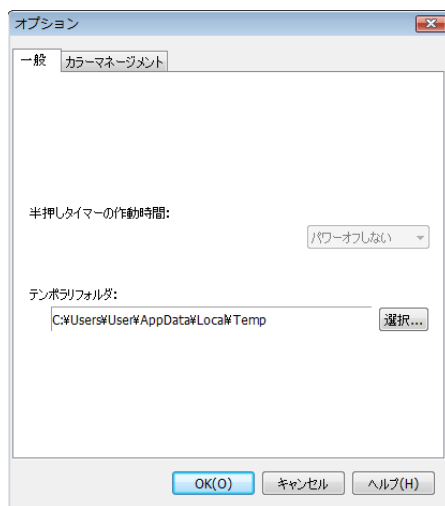 オプション
一般 カラーマネージメント
半押しタイマーの作動時間:
パワーオフしない
テンポラリフォルダ:
C:¥Users¥User¥AppData¥Local¥Temp 選択...
OK(O) キャンセル ヘルプ(H)